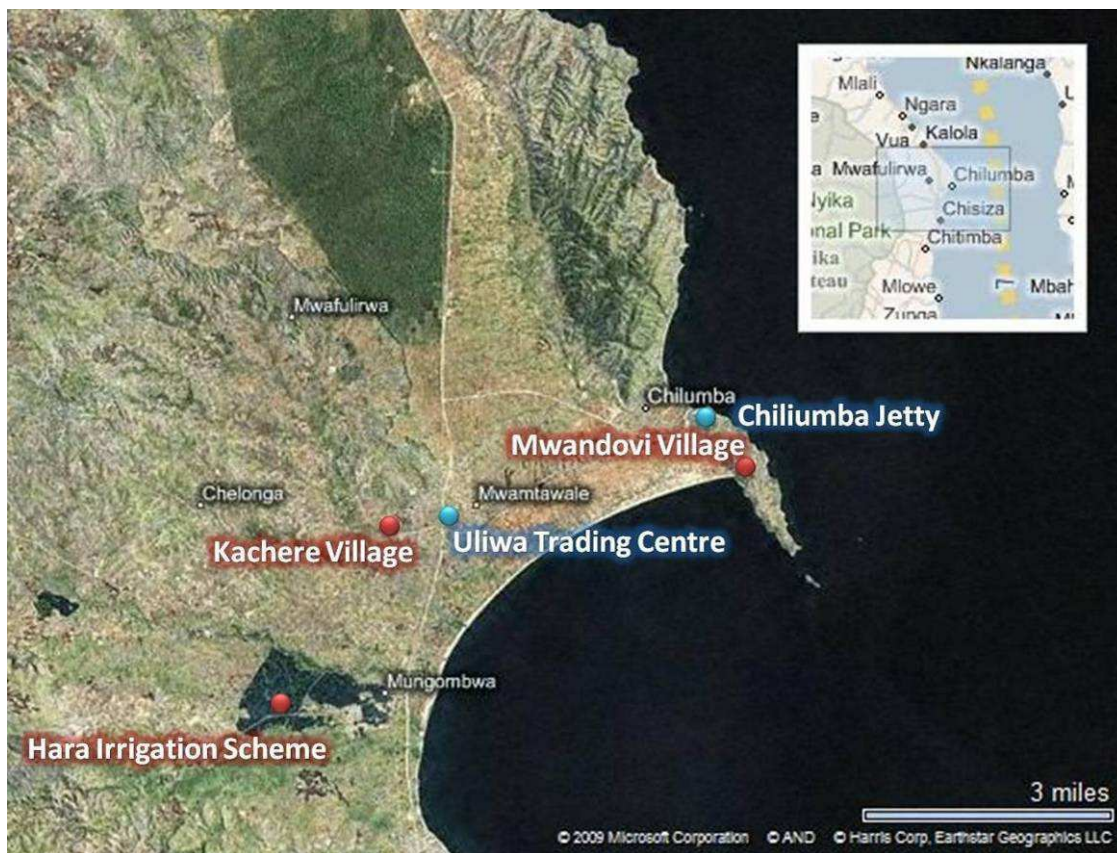 Nkalanga
Mlali
Ngara
Vua
Kalola
Mwafulirwa
Chilumba
Chisiza
Chitimba
Mlowe
Mbah
Zunga
Mwafulirwa
Chilumba
Chiliumba Jetty
Mwandovi Village
Chelonga
Mwamtawale
Kachere Village
Uliwa Trading Centre
Mungombwa
Hara Irrigation Scheme
3 miles
© 2009 Microsoft Corporation © AND © Harris Corp, Earthstar Geographics LLC